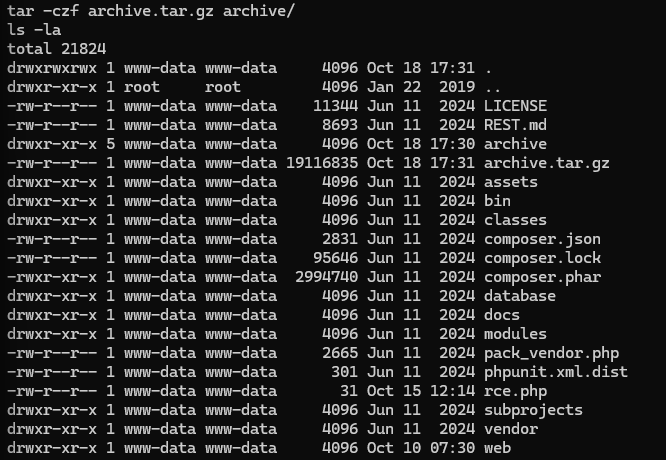 tar -czf archive.tar.gz archive/
ls -la
total 21824
drwxrwxrwx 1 www-data www-data     4096 Oct 18 17:31 .
drwxr-xr-x 1 root     root         4096 Jan 22  2019 ..
-rw-r--r-- 1 www-data www-data    11344 Jun 11  2024 LICENSE
-rw-r--r-- 1 www-data www-data     8693 Jun 11  2024 REST.md
drwxr-xr-x 5 www-data www-data     4096 Oct 18 17:30 archive
-rw-r--r-- 1 www-data www-data 19116835 Oct 18 17:31 archive.tar.gz
drwxr-xr-x 1 www-data www-data     4096 Jun 11  2024 assets
drwxr-xr-x 1 www-data www-data     4096 Jun 11  2024 bin
drwxr-xr-x 1 www-data www-data     4096 Jun 11  2024 classes
-rw-r--r-- 1 www-data www-data     2831 Jun 11  2024 composer.json
-rw-r--r-- 1 www-data www-data    95646 Jun 11  2024 composer.lock
-rw-r--xr-x 1 www-data www-data  2994740 Jun 11  2024 composer.phar
drwxr-xr-x 1 www-data www-data     4096 Jun 11  2024 database
drwxr-xr-x 1 www-data www-data     4096 Jun 11  2024 docs
drwxr-xr-x 1 www-data www-data     4096 Jun 11  2024 modules
-rw-r--r-- 1 www-data www-data     2665 Jun 11  2024 pack_vendor.php
-rw-r--r-- 1 www-data www-data      301 Jun 11  2024 phpunit.xml.dist
-rw-r--r-- 1 www-data www-data       31 Oct 15 12:14 rce.php
drwxr-xr-x 1 www-data www-data     4096 Jun 11  2024 subprojects
drwxr-xr-x 1 www-data www-data     4096 Jun 11  2024 vendor
drwxr-xr-x 1 www-data www-data     4096 Oct 10 07:30 web